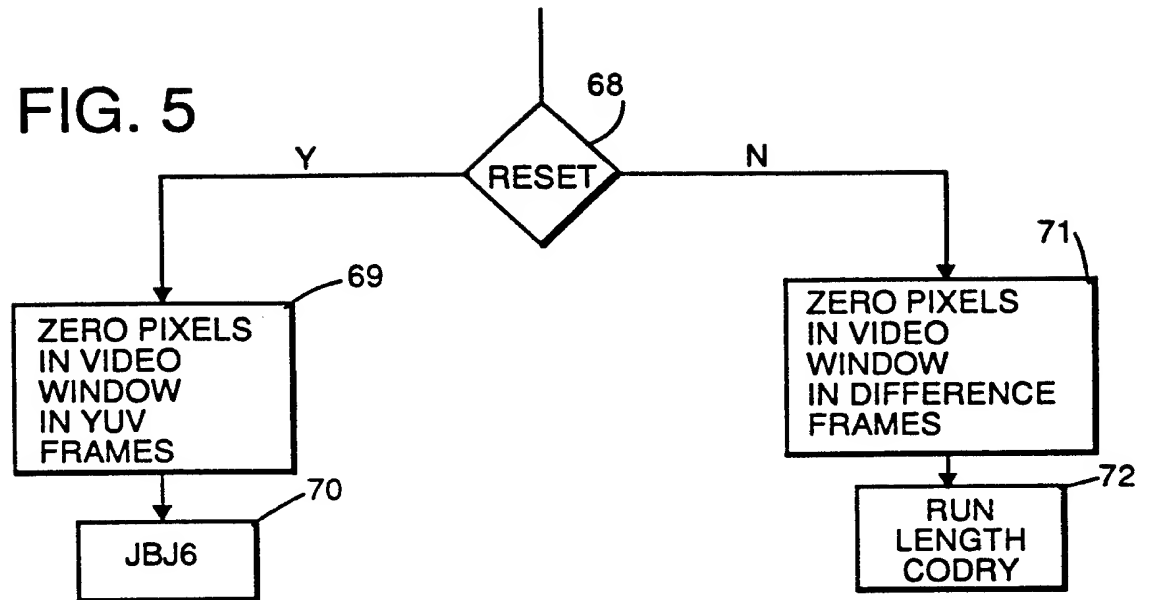 FIG. 5
68
RESET
Y
N
69
71
ZERO PIXELS
IN VIDEO
WINDOW
IN YUV
FRAMES
ZERO PIXELS
IN VIDEO
WINDOW
IN DIFFERENCE
FRAMES
70
JBJ6
72
RUN
LENGTH
CODRY